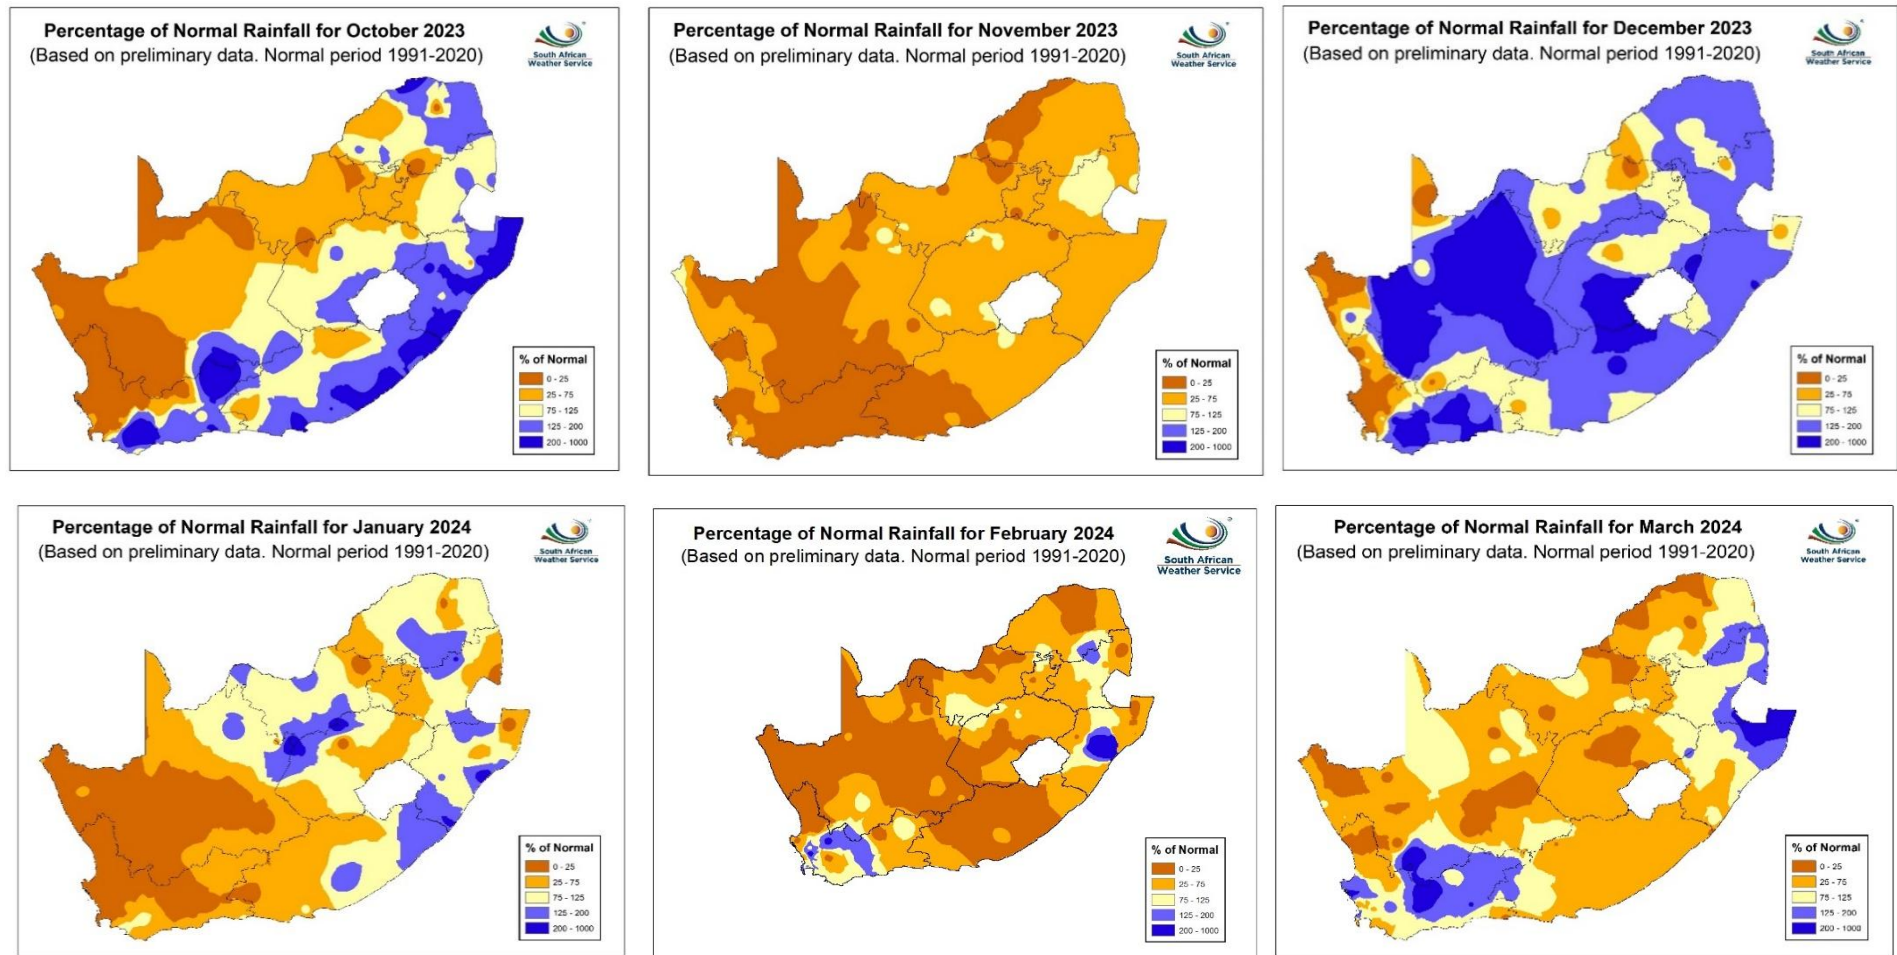 Percentage of Normal Rainfall for October 2023
(Based on preliminary data. Normal period 1991-2020)
South African
Weather Service
% of Normal
0 - 25
25 - 75
75 - 125
125 - 200
200 - 1000
Percentage of Normal Rainfall for November 2023
(Based on preliminary data. Normal period 1991-2020)
South African
Weather Service
% of Normal
0 - 25
25 - 75
75 - 125
125 - 200
200 - 1000
Percentage of Normal Rainfall for December 2023
(Based on preliminary data. Normal period 1991-2020)
South African
Weather Service
% of Normal
0 - 25
25 - 75
75 - 125
125 - 200
200 - 1000
Percentage of Normal Rainfall for January 2024
(Based on preliminary data. Normal period 1991-2020)
South African
Weather Service
% of Normal
0 - 25
25 - 75
75 - 125
125 - 200
200 - 1000
Percentage of Normal Rainfall for February 2024
(Based on preliminary data. Normal period 1991-2020)
South African
Weather Service
% of Normal
0 - 25
25 - 75
75 - 125
125 - 200
200 - 1000
Percentage of Normal Rainfall for March 2024
(Based on preliminary data. Normal period 1991-2020)
South African
Weather Service
% of Normal
0 - 25
25 - 75
75 - 125
125 - 200
200 - 1000